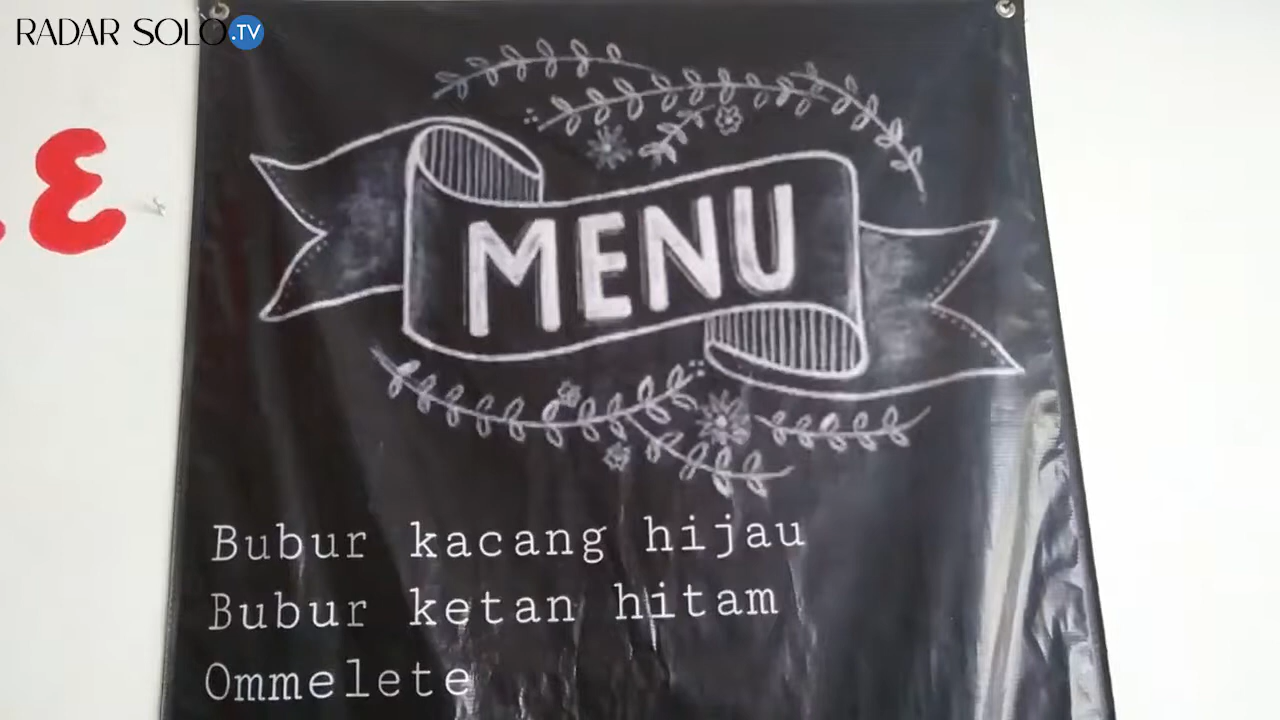 RADAR SOLO.TV
MENU
Bubur kacang hijau
Bubur ketan hitam
Ommelete